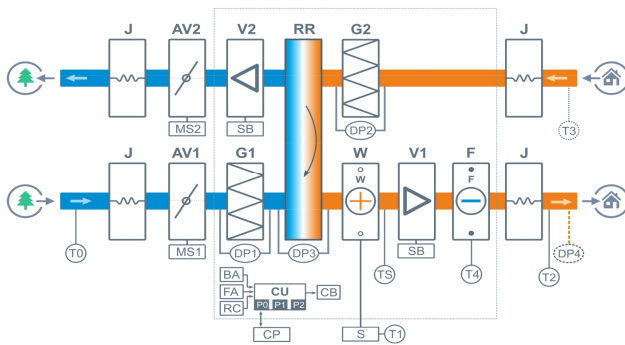 J AV2 V2 RR G2 J
MS2 SB DP2 T3
J AV1 G1 W V1 F J
W F
T0 MS1 DP1 DP3 TS SB T4 T2 DP4
BA
FA CU CB
RC P0 P1 P2
CP S T1